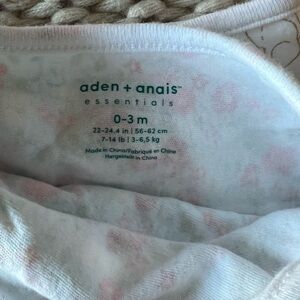 aden + anais™
essentials
0-3 m
22-24.4 in | 56-62 cm
7-14 lb | 3-6,5 kg
Made in China/Fabriqué en Chine
Hergestellt in China